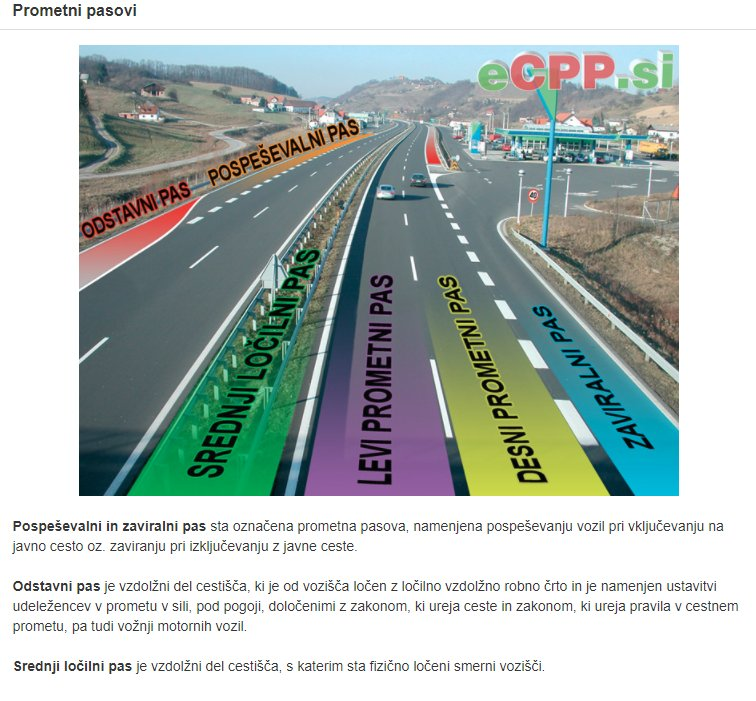 Prometni pasovi
eCPP.si
ODSTAVNI PAS
POSPEŠEVALNI PAS
40
SREDNJI LOČILNI PAS
LEVI PROMETNI PAS
DESNI PROMETNI PAS
ZAVIRALNI PAS
Pospeševalni in zaviralni pas sta označena prometna pasova, namenjena pospeševanju vozil pri vključevanju na
javno cesto oz. zaviranju pri izključevanju z javne ceste.
Odstavni pas je vzdolžni del cestišča, ki je od vozišča ločen z ločilno vzdolžno robno črto in je namenjen ustavitvi
udeležencev v prometu v sili, pod pogoji, določenimi z zakonom, ki ureja ceste in zakonom, ki ureja pravila v cestnem
prometu, pa tudi vožnji motornih vozil.
Srednji ločilni pas je vzdolžni del cestišča, s katerim sta fizično ločeni smerni vozišči.